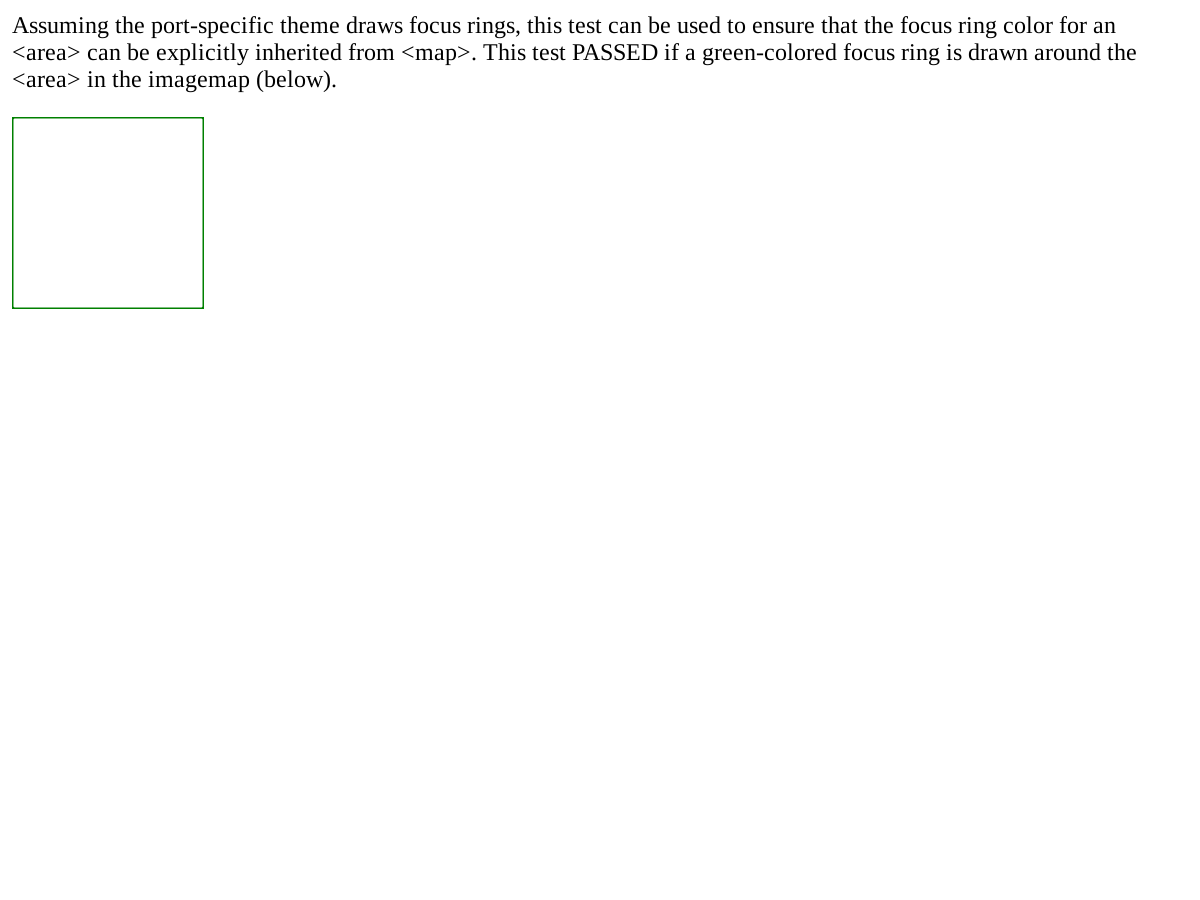 Assuming the port-specific theme draws focus rings, this test can be used to ensure that the focus ring color for an
<area> can be explicitly inherited from <map>. This test PASSED if a green-colored focus ring is drawn around the
<area> in the imagemap (below).